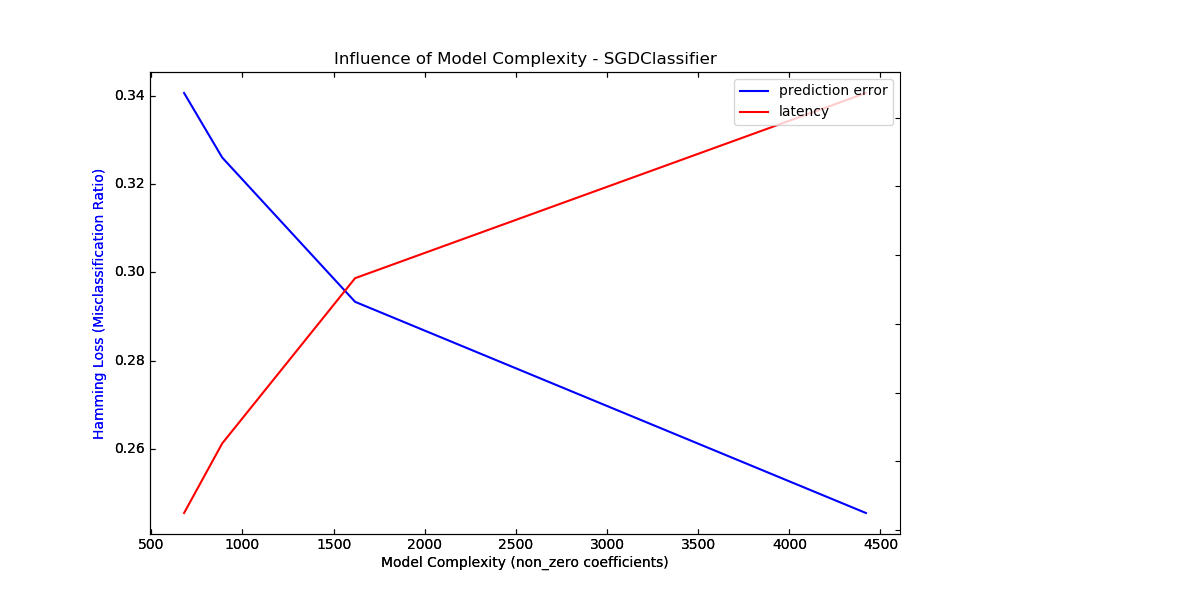 Influence of Model Complexity - SGDClassifier
prediction error
latency
0.34
0.32
0.30
0.28
0.26
Hamming Loss (Misclassification Ratio)
500 1000 1500 2000 2500 3000 3500 4000 4500
Model Complexity (non_zero coefficients)